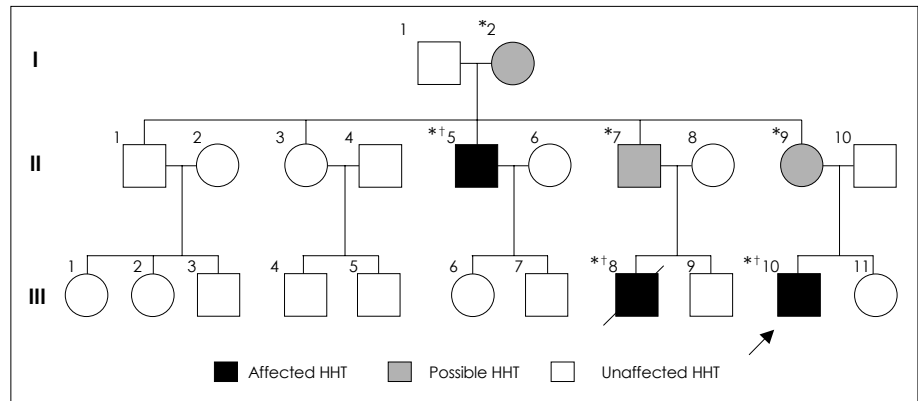 1 *2
I
1 2 3 4 *†5 6 *7 8 *9 10
II
1 2 3 4 5 6 7 *†8 9 *†10 11
III
Affected HHT Possible HHT Unaffected HHT